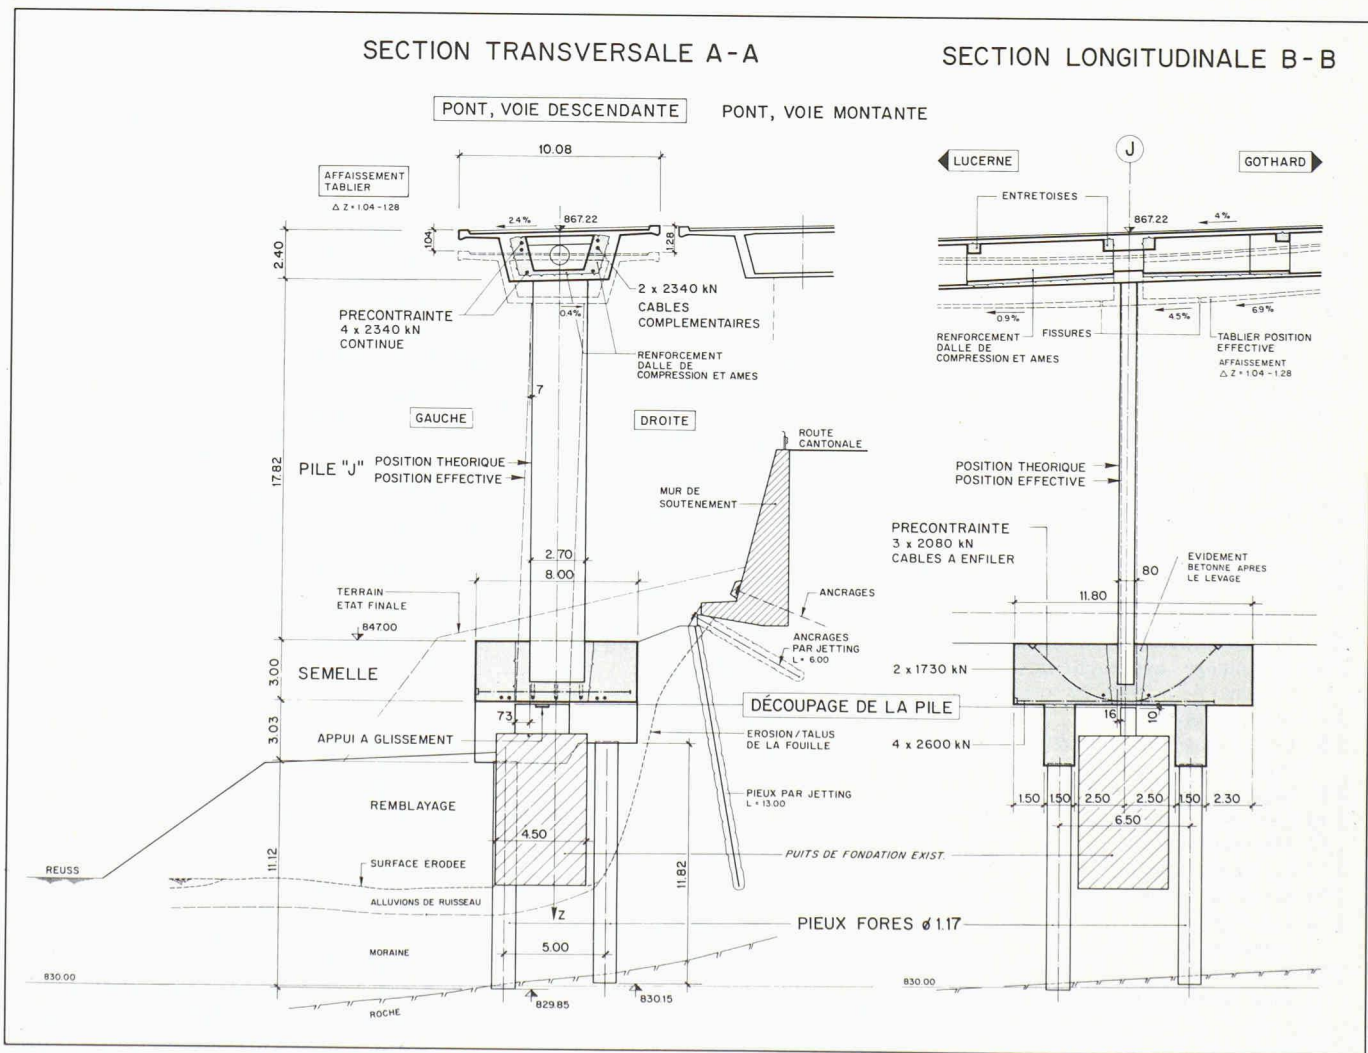 SECTION TRANSVERSALE A-A
SECTION LONGITUDINALE B-B
PONT, VOIE DESCENDANTE
PONT, VOIE MONTANTE
10.08
AFFAISSEMENT
TABLIER
Δ Z = 1.04 - 1.28
2.4%
867.22
1.04
1.28
2.40
PRECONTRAINTE
4 x 2340 kN
CONTINUE
0.4%
2 x 2340 kN
CABLES
COMPLEMENTAIRES
RENFORCEMENT
DALLE DE
COMPRESSION ET AMES
7
GAUCHE
DROITE
17.82
PILE "J"
POSITION THEORIQUE
POSITION EFFECTIVE
ROUTE
CANTONALE
MUR DE
SOUTENEMENT
2.70
8.00
TERRAIN
ETAT FINALE
847.00
ANCRAGES
ANCRAGES
PAR JETTING
L = 6.00
3.00
SEMELLE
73
DÉCOUPAGE DE LA PILE
3.03
APPUI A GLISSEMENT
EROSION/TALUS
DE LA FOUILLE
REMBLAYAGE
PIEUX PAR JETTING
L = 13.00
4.50
11.12
11.82
REUSS
SURFACE ERODEE
PUITS DE FONDATION EXIST.
ALLUVIONS DE RUISSEAU
Z
PIEUX FORES ø 1.17
5.00
MORAINE
830.00
829.85
830.15
ROCHE
J
LUCERNE
GOTHARD
ENTRETOISES
867.22
4%
0.9%
4.5%
6.9%
RENFORCEMENT
DALLE DE
COMPRESSION ET AMES
FISSURES
TABLIER POSITION
EFFECTIVE
AFFAISSEMENT
Δ Z = 1.04 - 1.28
POSITION THEORIQUE
POSITION EFFECTIVE
PRECONTRAINTE
3 x 2080 kN
CABLES A ENFILER
EVIDEMENT
BETONNE APRES
LE LEVAGE
80
11.80
2 x 1730 kN
16
10
4 x 2600 kN
1.50
1.50
2.50
2.50
1.50
2.30
6.50
830.00